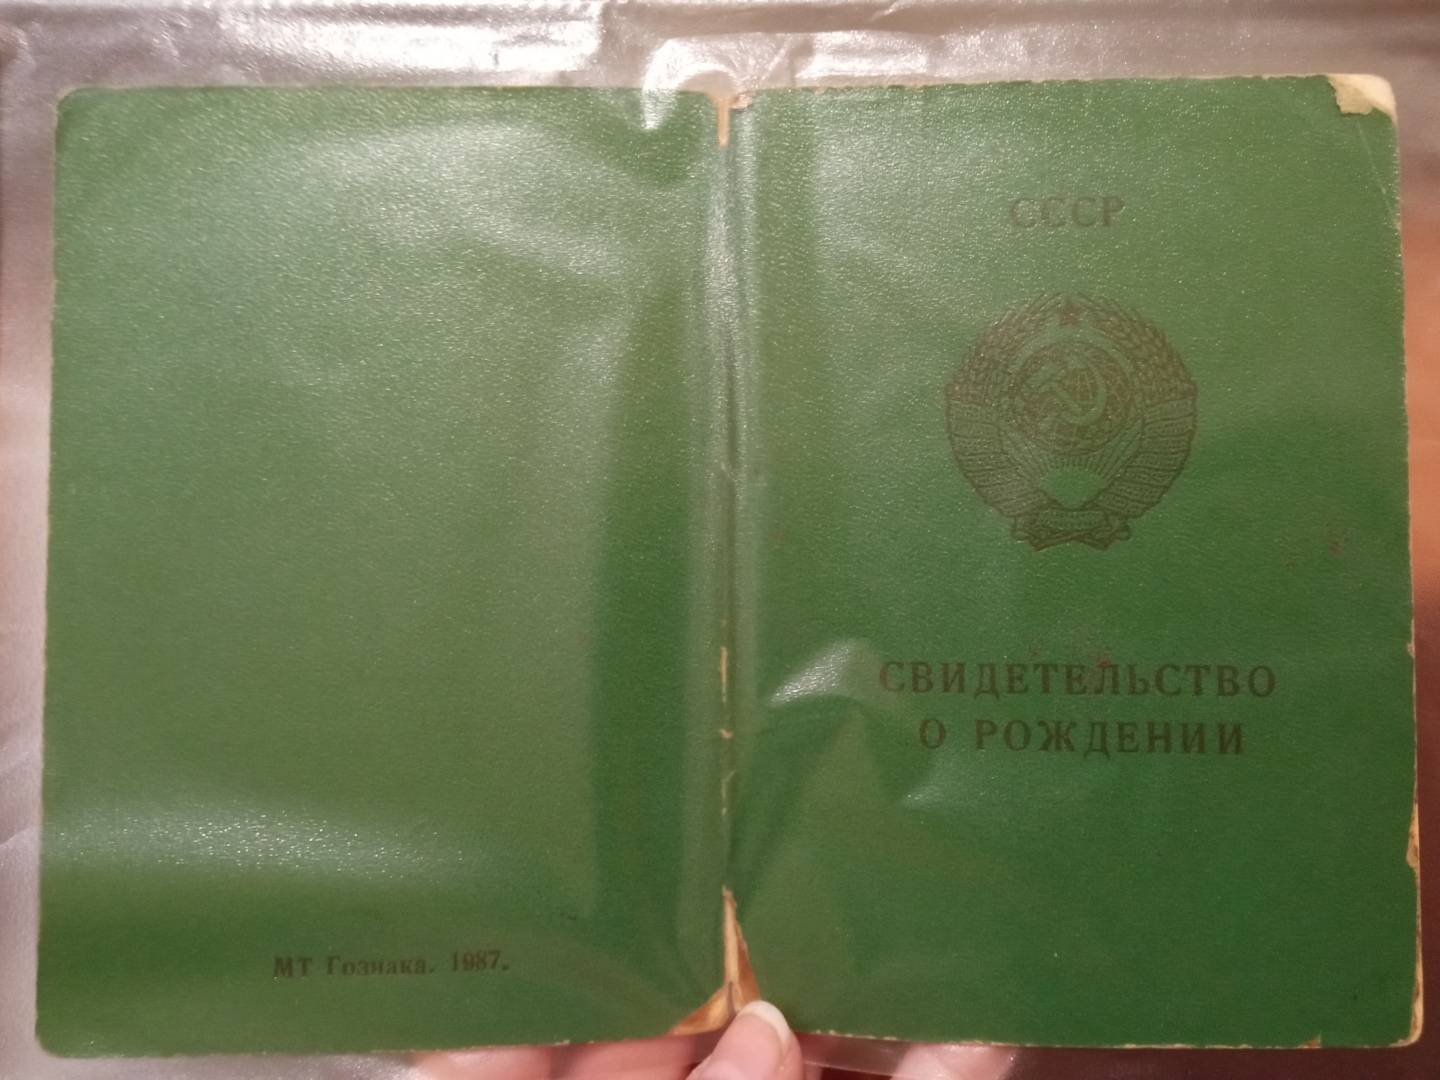 СССР
СВИДЕТЕЛЬСТВО
О РОЖДЕНИИ
МТ Гознака. 1987.